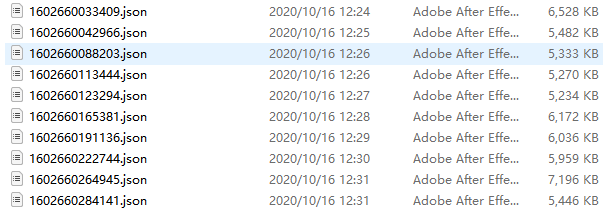 1602660033409.json 2020/10/16 12:24 Adobe After Effe... 6,528 KB
1602660042966.json 2020/10/16 12:25 Adobe After Effe... 5,482 KB
1602660088203.json 2020/10/16 12:26 Adobe After Effe... 5,333 KB
1602660113444.json 2020/10/16 12:26 Adobe After Effe... 5,270 KB
1602660123294.json 2020/10/16 12:27 Adobe After Effe... 5,234 KB
1602660165381.json 2020/10/16 12:28 Adobe After Effe... 6,172 KB
1602660191136.json 2020/10/16 12:29 Adobe After Effe... 6,036 KB
1602660222744.json 2020/10/16 12:30 Adobe After Effe... 5,959 KB
1602660264945.json 2020/10/16 12:31 Adobe After Effe... 7,196 KB
1602660284141.json 2020/10/16 12:31 Adobe After Effe... 5,446 KB